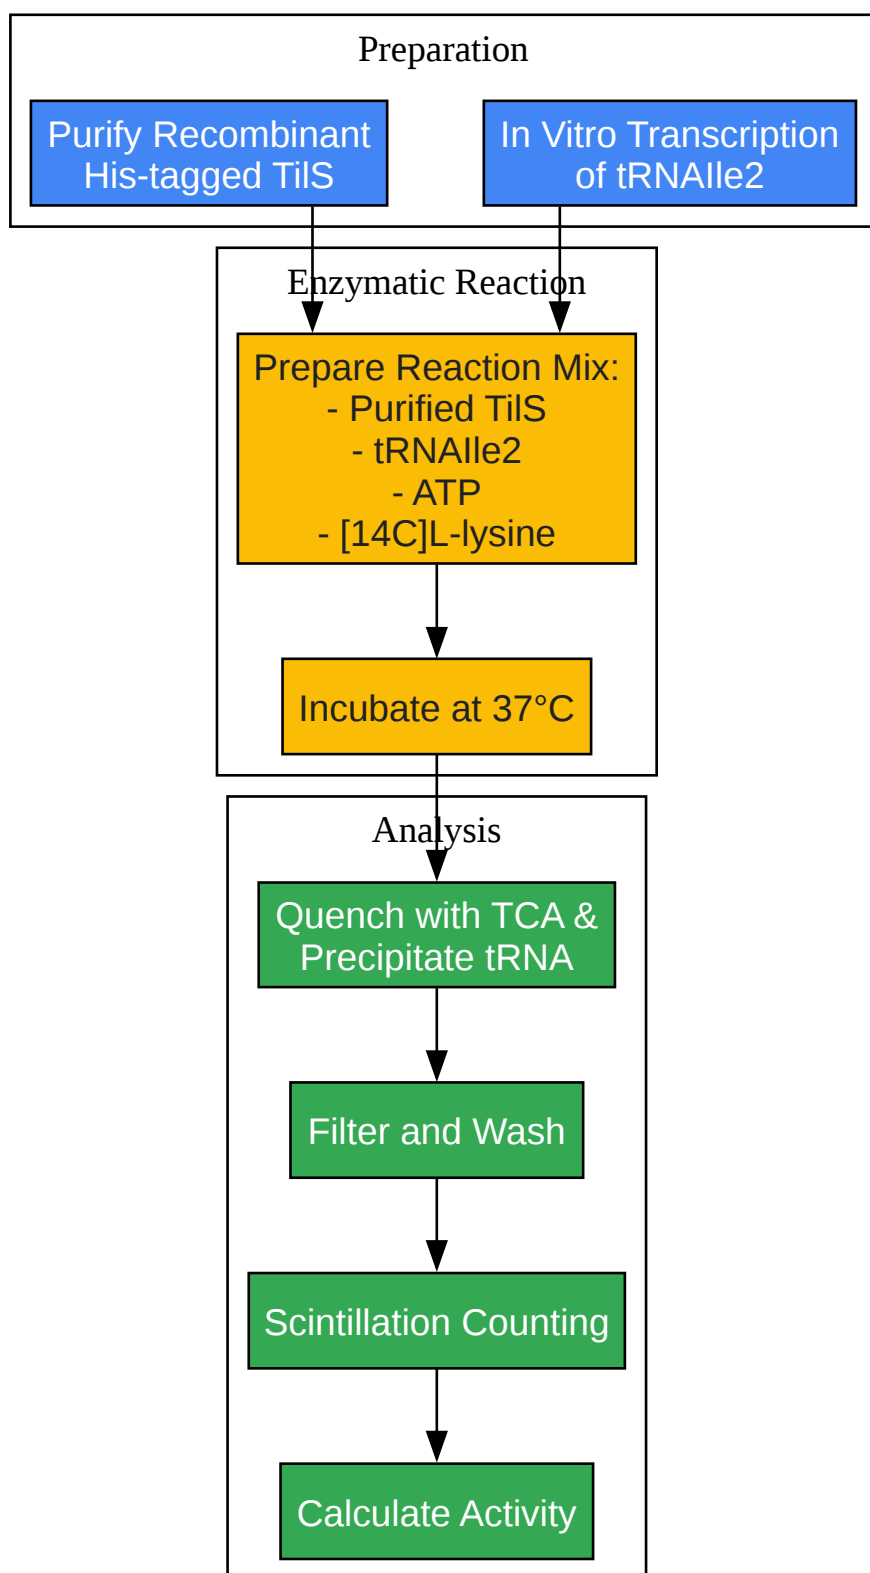 Preparation
Purify Recombinant
His-tagged TilS
In Vitro Transcription
of tRNAIle2
Enzymatic Reaction
Prepare Reaction Mix:
- Purified TilS
- tRNAIle2
- ATP
- [14C]L-lysine
Incubate at 37°C
Analysis
Quench with TCA &
Precipitate tRNA
Filter and Wash
Scintillation Counting
Calculate Activity